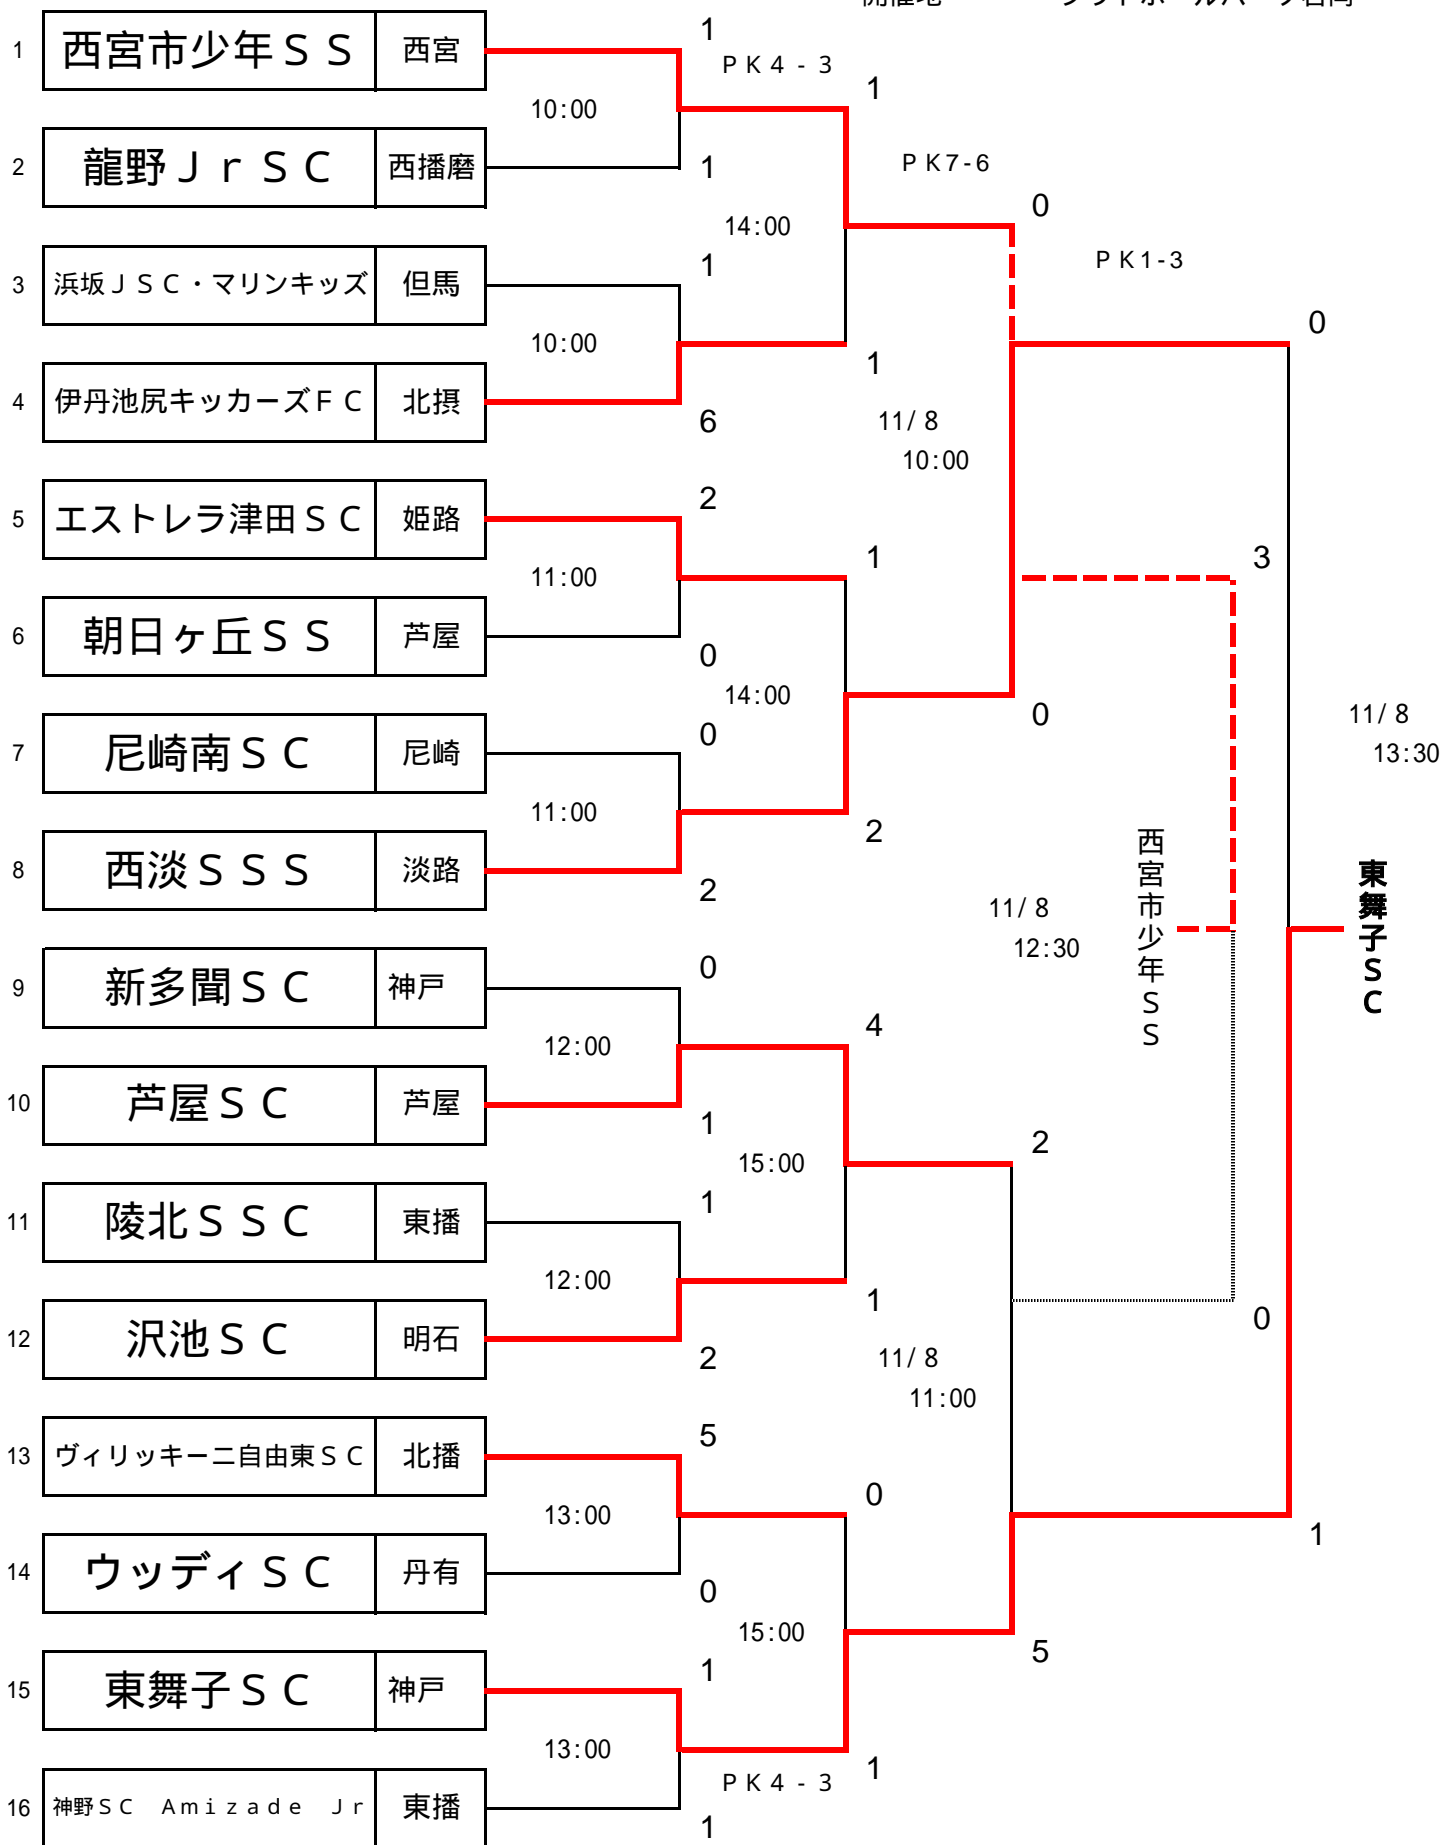 1 西宮市少年ＳＳ 西宮
1
ＰＫ４-３
1
10:00
2 龍野ＪｒＳＣ 西播磨
1
ＰＫ7-6
14:00
0
3 浜坂ＪＳＣ・マリンキッズ 但馬
1
ＰＫ1-3
0
10:00
1
4 伊丹池尻キッカーズＦＣ 北摂
6
11/8
10:00
5 エストレラ津田ＳＣ 姫路
2
1
3
11:00
6 朝日ヶ丘ＳＳ 芦屋
0
14:00
0
11/8
13:30
7 尼崎南ＳＣ 尼崎
0
11:00
2
8 西淡ＳＳＳ 淡路
2
西宮市少年ＳＳ
東舞子ＳＣ
11/8
12:30
9 新多聞ＳＣ 神戸
0
4
12:00
10 芦屋ＳＣ 芦屋
1
15:00
2
11 陵北ＳＳＣ 東播
1
12:00
1
0
12 沢池ＳＣ 明石
2
11/8
11:00
13 ヴィリッキーニ自由東ＳＣ 北播
5
0
13:00
1
14 ウッディＳＣ 丹有
0
15:00
5
15 東舞子ＳＣ 神戸
1
13:00
1
ＰＫ４-３
16 神野ＳＣ　Ａｍｉｚａｄｅ　Ｊｒ 東播
1